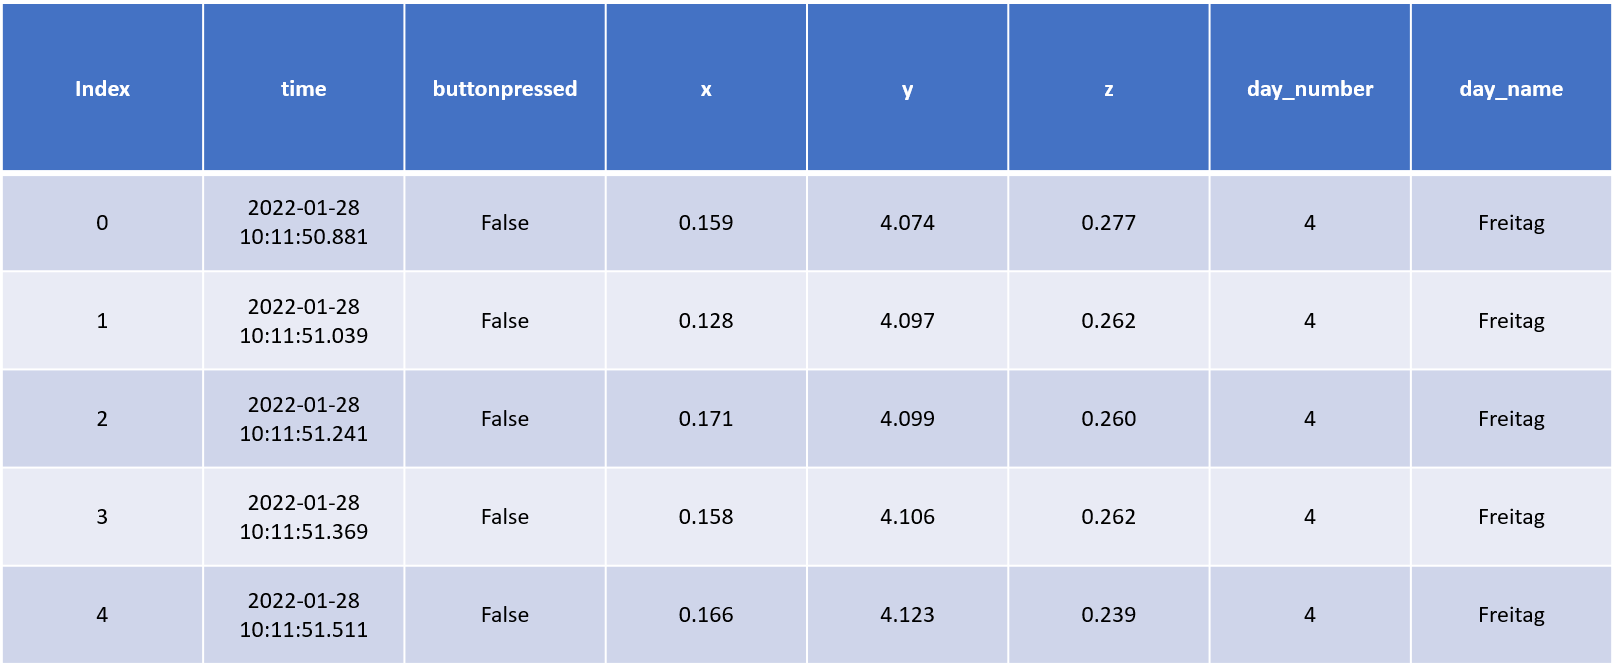 Index time buttonpressed x y z day_number day_name
0 2022-01-28 10:11:50.881 False 0.159 4.074 0.277 4 Freitag
1 2022-01-28 10:11:51.039 False 0.128 4.097 0.262 4 Freitag
2 2022-01-28 10:11:51.241 False 0.171 4.099 0.260 4 Freitag
3 2022-01-28 10:11:51.369 False 0.158 4.106 0.262 4 Freitag
4 2022-01-28 10:11:51.511 False 0.166 4.123 0.239 4 Freitag